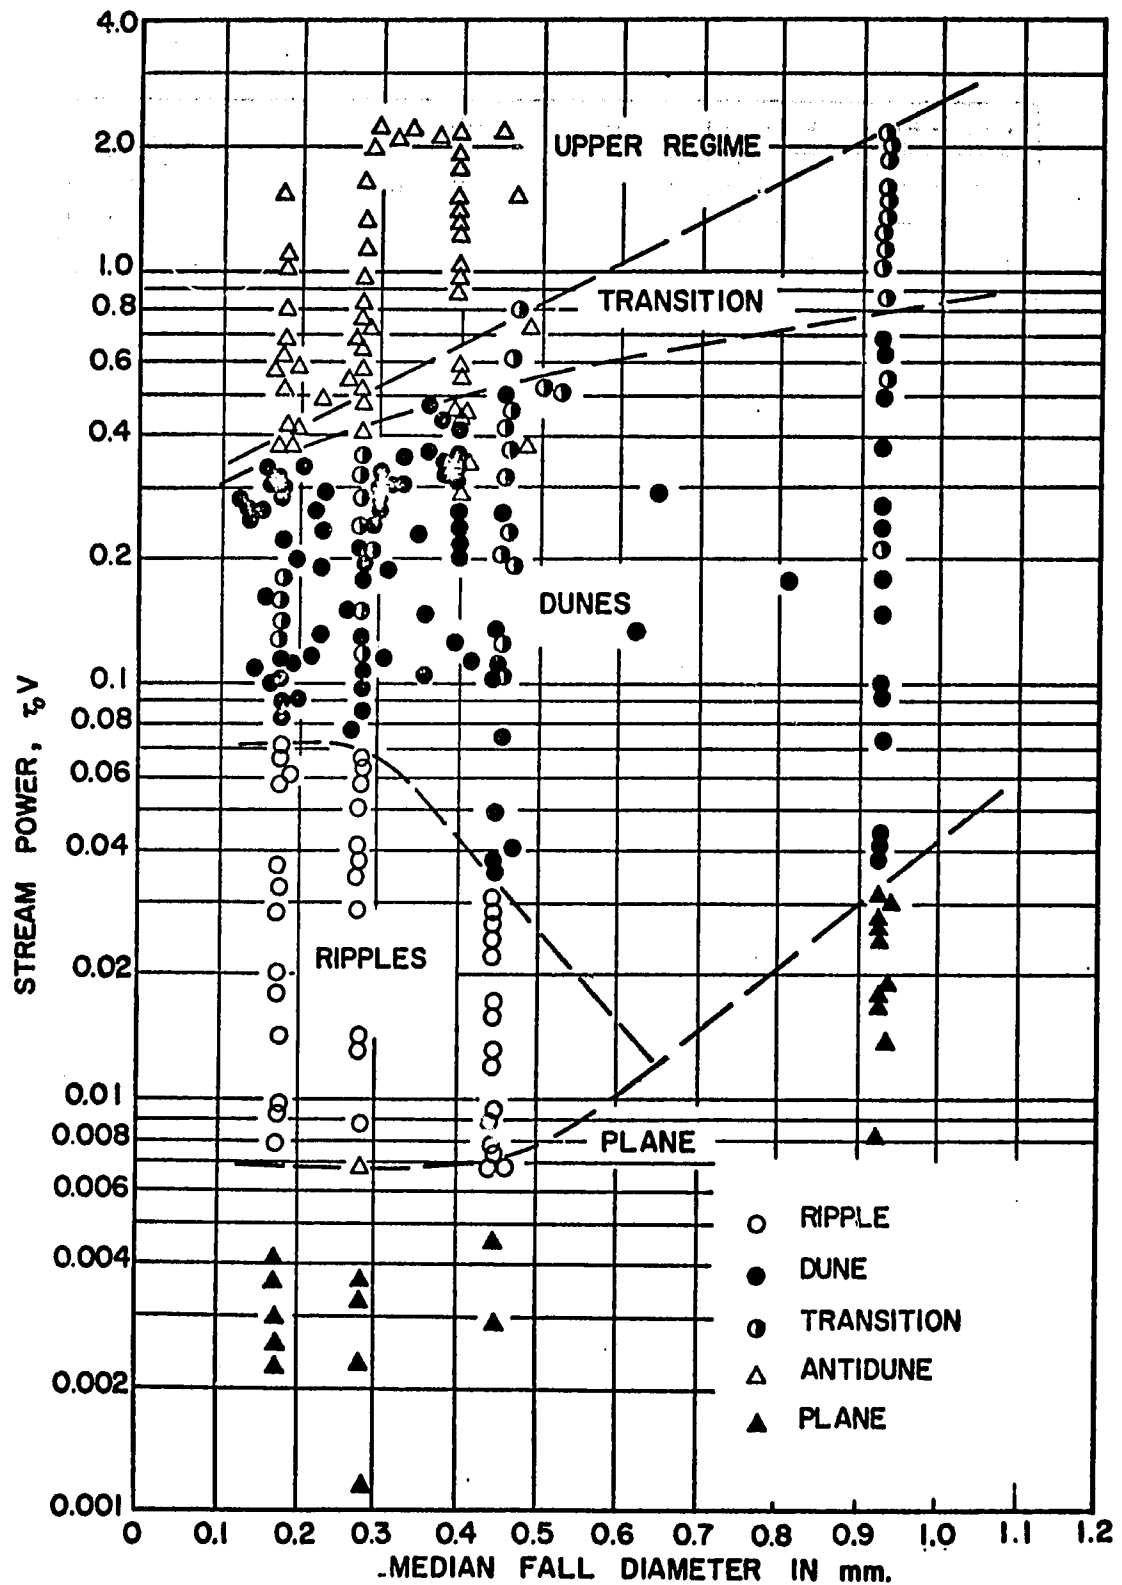 4.0
2.0
1.0
0.8
0.6
0.4
0.2
0.1
0.08
0.06
0.04
0.02
0.01
0.008
0.006
0.004
0.002
0.001
STREAM POWER, τ₀V
UPPER REGIME
TRANSITION
DUNES
RIPPLES
PLANE
RIPPLE
DUNE
TRANSITION
ANTIDUNE
PLANE
0 0.1 0.2 0.3 0.4 0.5 0.6 0.7 0.8 0.9 1.0 1.1 1.2
MEDIAN FALL DIAMETER IN mm.